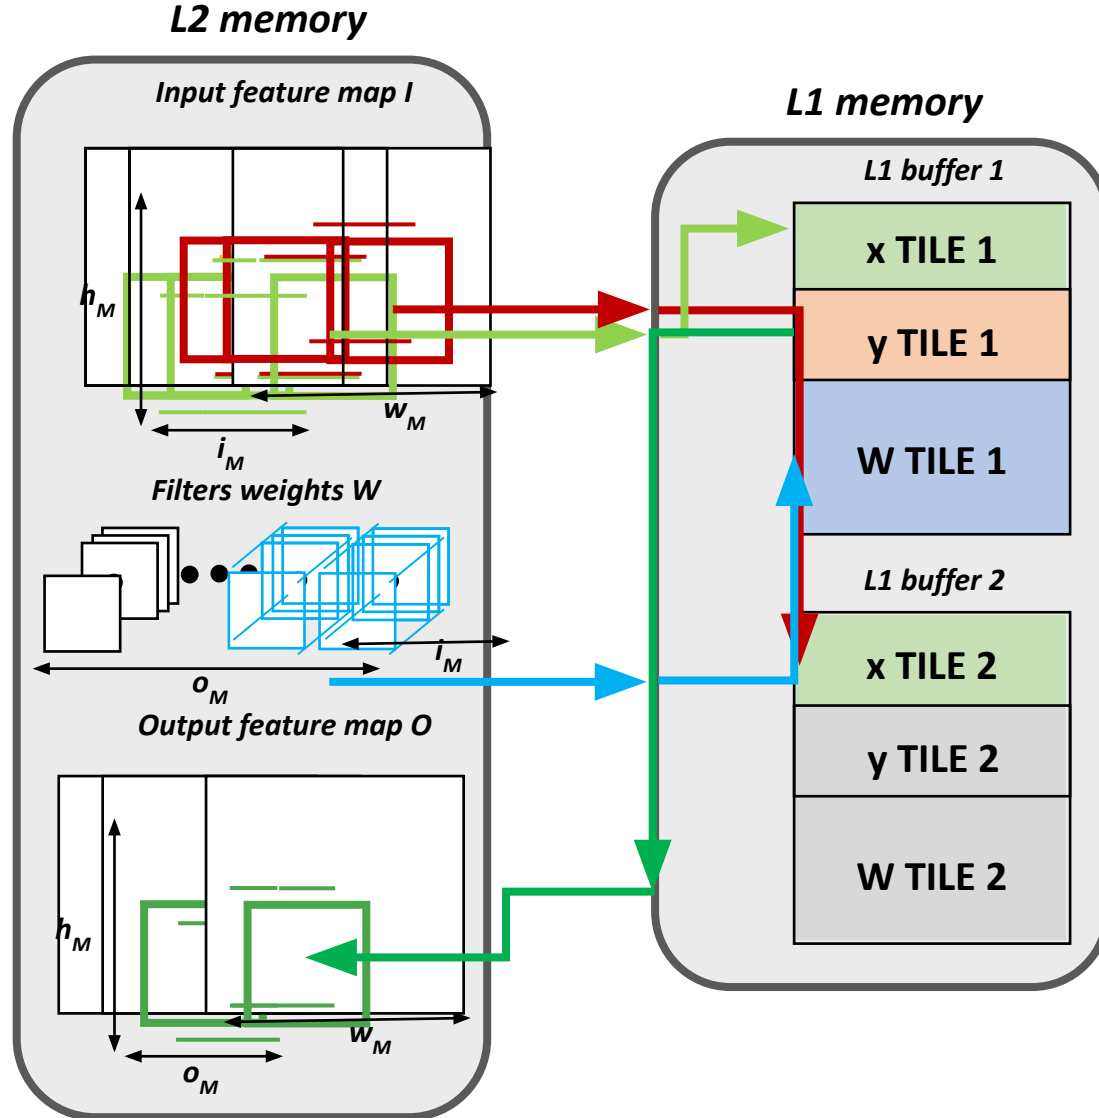 L2 memory
Input feature map I
h_M
w_M
i_M
Filters weights W
i_M
o_M
Output feature map O
h_M
w_M
o_M
L1 memory
L1 buffer 1
x TILE 1
y TILE 1
W TILE 1
L1 buffer 2
x TILE 2
y TILE 2
W TILE 2